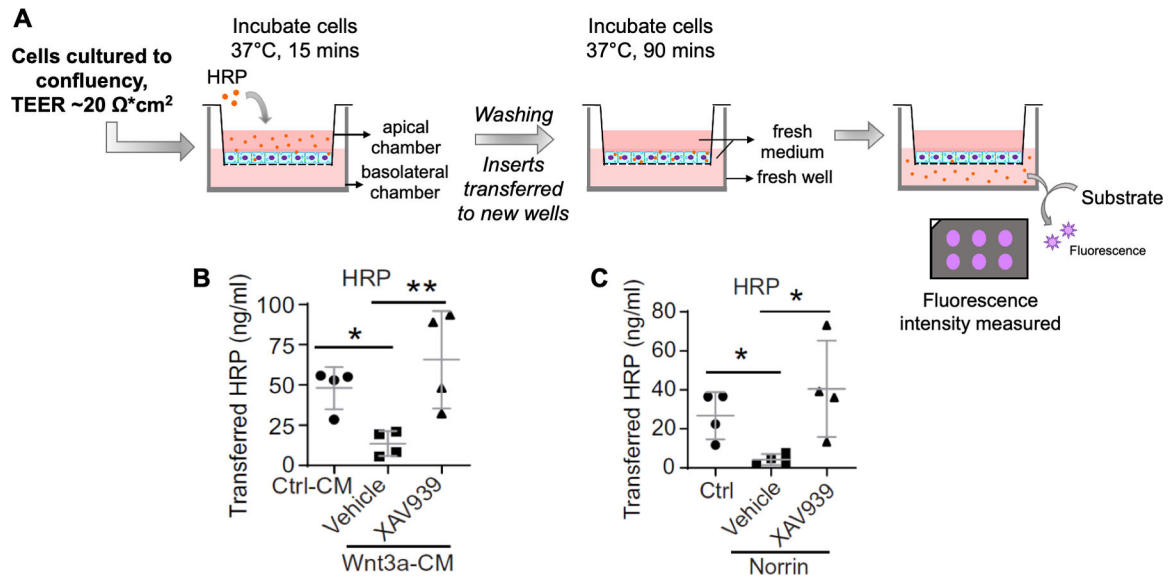 A
Cells cultured to
confluency,
TEER ~20 Ω*cm²
Incubate cells
37°C, 15 mins
HRP
apical
chamber
basolateral
chamber
Washing
Inserts
transferred
to new wells
Incubate cells
37°C, 90 mins
fresh
medium
fresh well
Substrate
Fluorescence
Fluorescence
intensity measured
B
HRP
Transferred HRP (ng/ml)
100
75
50
25
0
*
**
Ctrl-CM
Vehicle
XAV939
Wnt3a-CM
C
HRP
Transferred HRP (ng/ml)
80
60
40
20
0
*
*
Ctrl
Vehicle
XAV939
Norrin